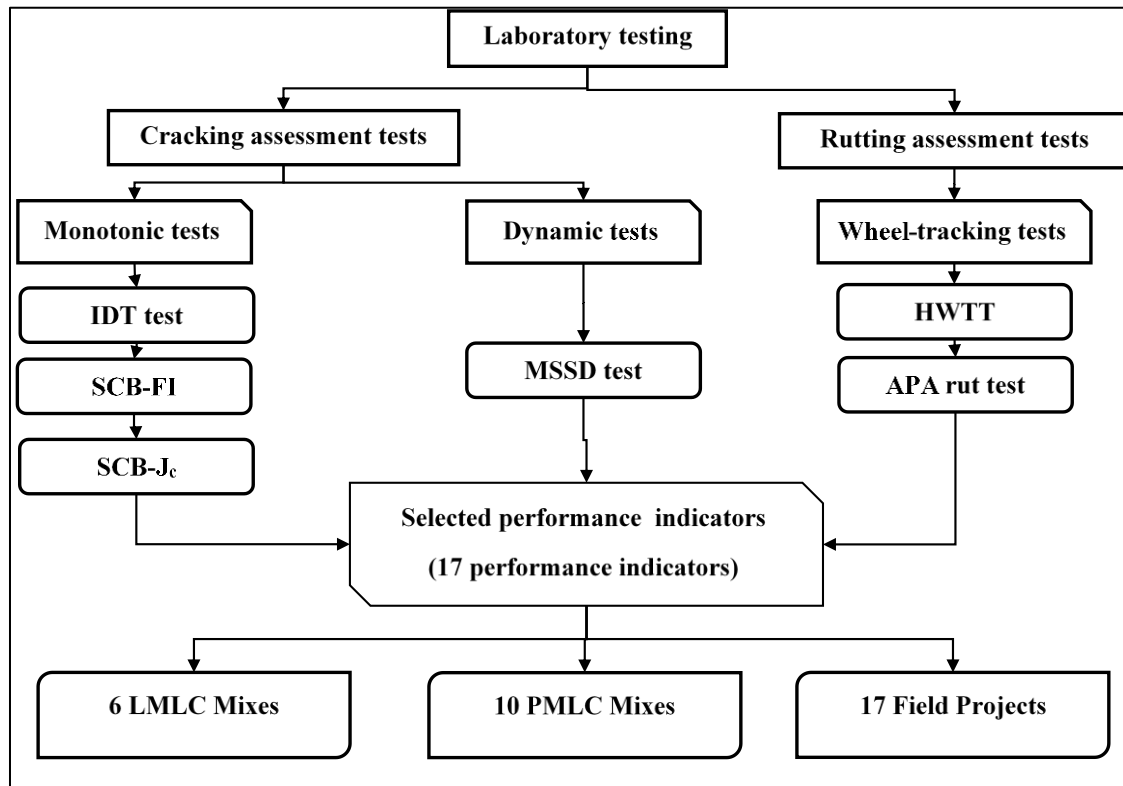 Laboratory testing
Cracking assessment tests
Rutting assessment tests
Monotonic tests
Dynamic tests
Wheel-tracking tests
IDT test
HWTT
SCB-FI
MSSD test
APA rut test
SCB-Jc
Selected performance indicators
(17 performance indicators)
6 LMLC Mixes
10 PMLC Mixes
17 Field Projects